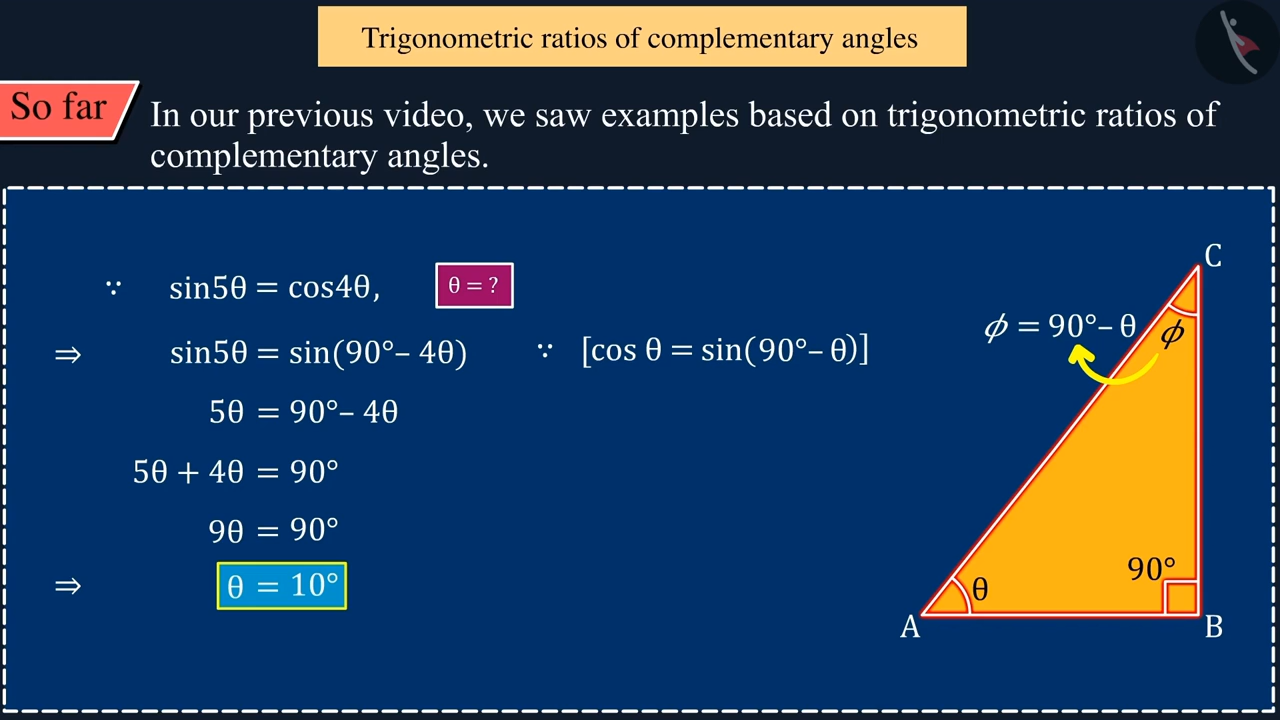 Trigonometric ratios of complementary angles
So far
In our previous video, we saw examples based on trigonometric ratios of
complementary angles.
∵ sin5θ = cos4θ, θ = ?
⇒ sin5θ = sin(90°– 4θ) ∵ [cos θ = sin(90°– θ)]
5θ = 90°– 4θ
5θ + 4θ = 90°
9θ = 90°
⇒ θ = 10°
C
ϕ = 90°– θ
ϕ
90°
θ
A
B